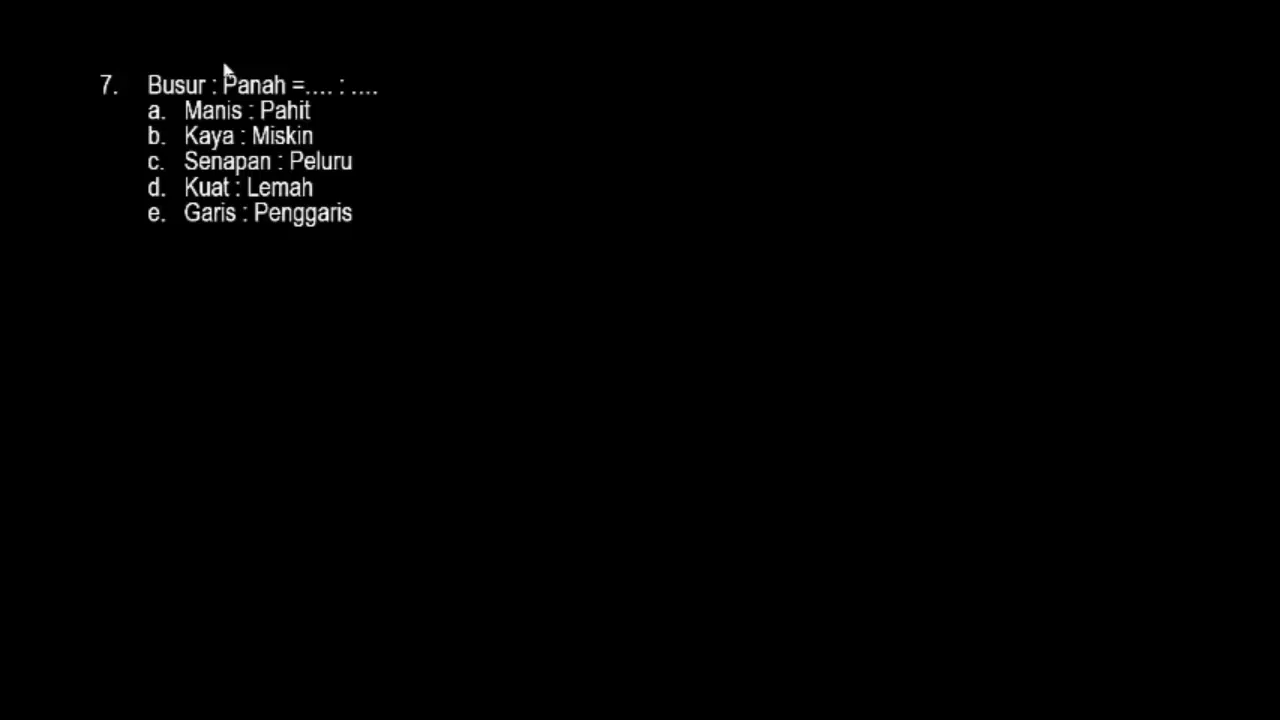 7. Busur : Panah =.... : ....
a. Manis : Pahit
b. Kaya : Miskin
c. Senapan : Peluru
d. Kuat : Lemah
e. Garis : Penggaris